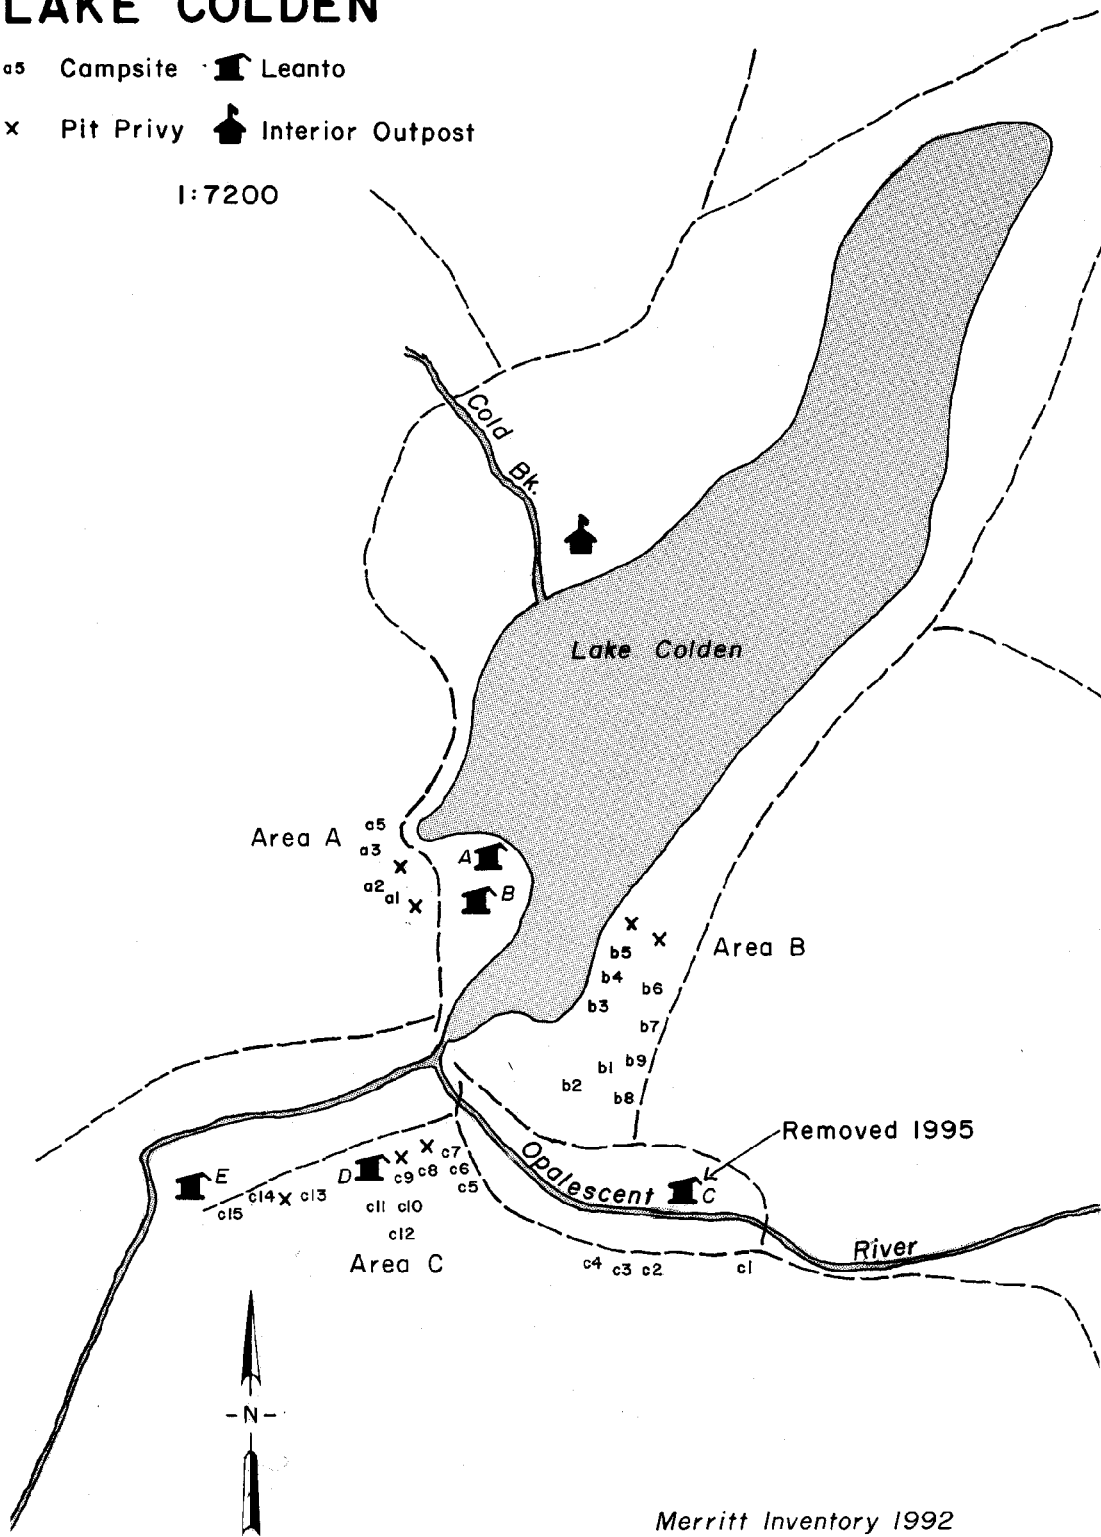 LAKE COLDEN
a5 Campsite Leanto
x Pit Privy Interior Outpost
1:7200
Cold
Bk.
Lake Colden
Area A
a5
a3
A
a2
a1
x
x
B
x
x
Area B
b5
b4
b6
b3
b7
b1
b9
b2
b8
Removed 1995
Opalescent
C
River
E
D
x
x
c7
c9
c8
c6
c5
c14
x
c13
c15
c11
c10
c12
Area C
c4
c3
c2
c1
-N-
Merritt Inventory 1992